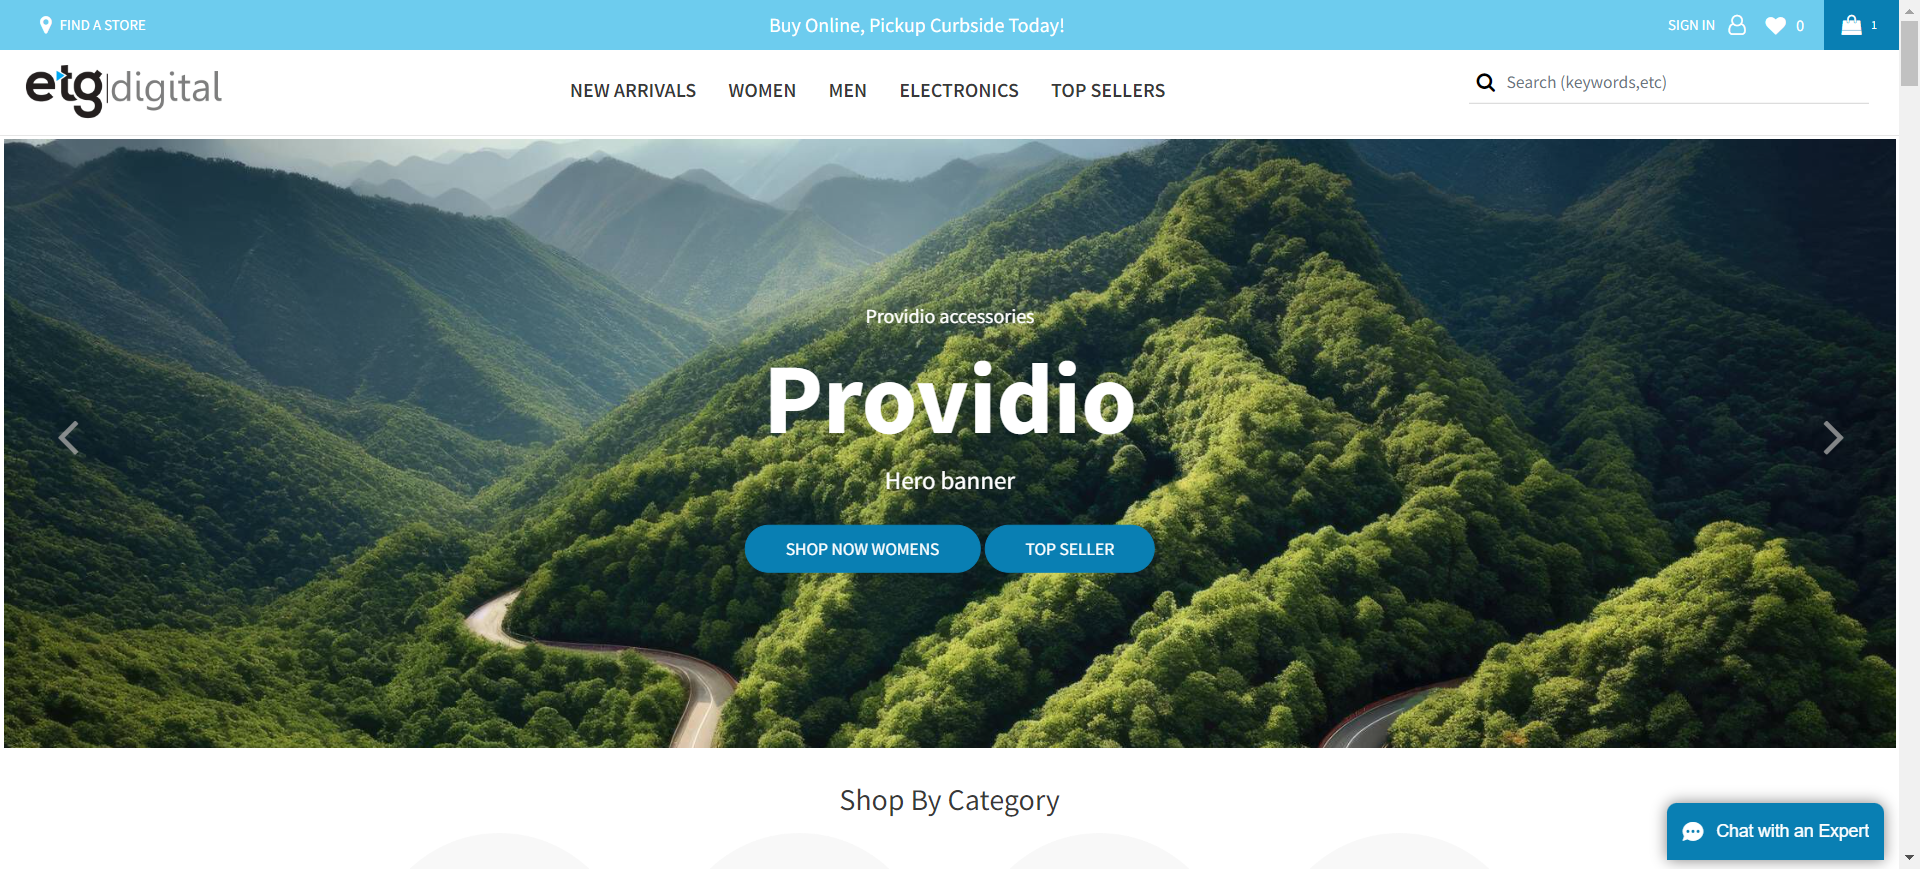 FIND A STORE
Buy Online, Pickup Curbside Today!
SIGN IN
0
1
etg|digital
NEW ARRIVALS
WOMEN
MEN
ELECTRONICS
TOP SELLERS
Search (keywords,etc)
Providio accessories
Providio
Hero banner
SHOP NOW WOMENS
TOP SELLER
Shop By Category
Chat with an Expert